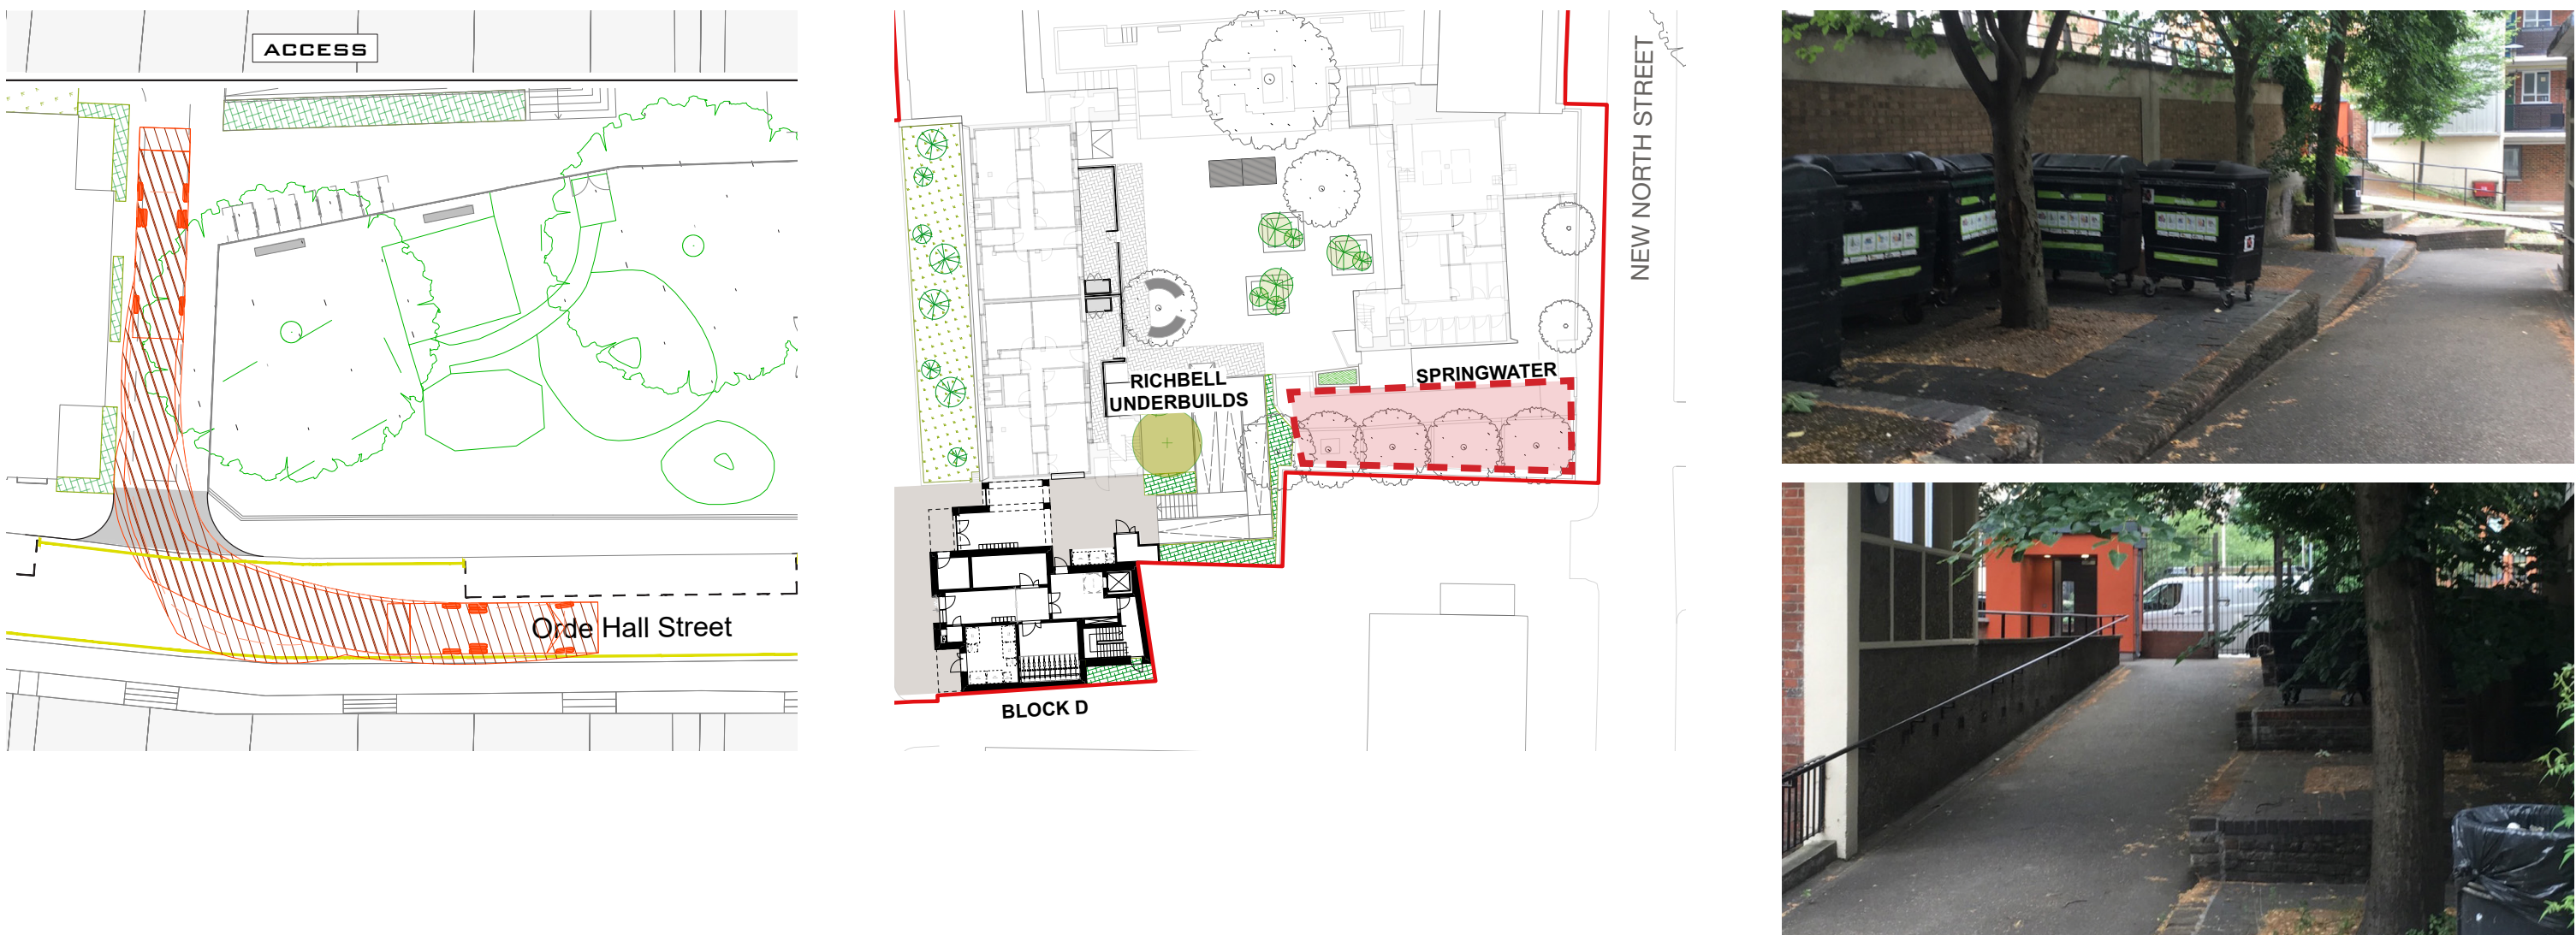 ACCESS
Orde Hall Street
NEW NORTH STREET
RICHBELL
UNDERBUILDS
SPRINGWATER
BLOCK D